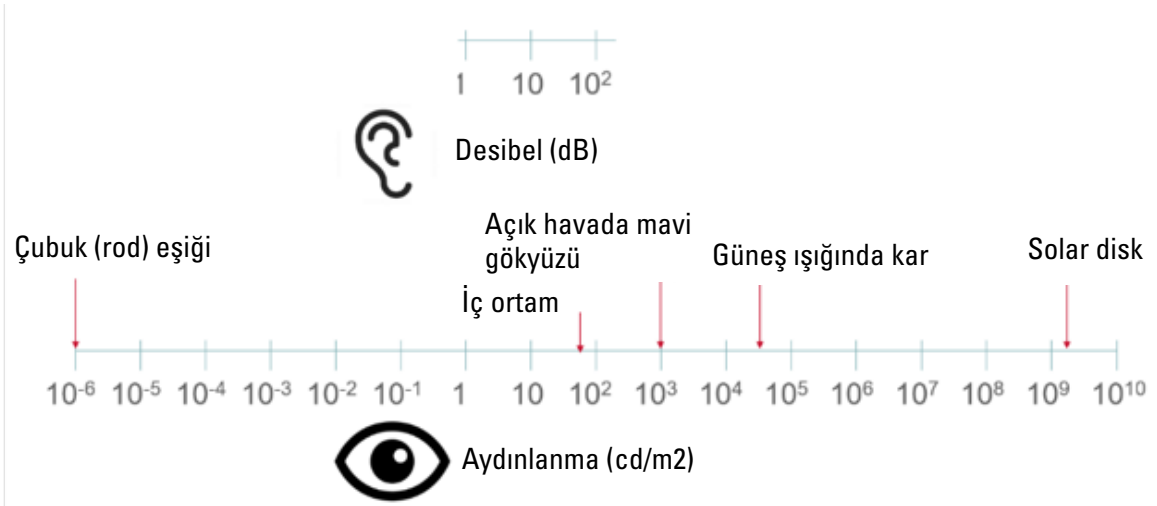 1 10 10²
Desibel (dB)
Açık havada mavi
gökyüzü
Çubuk (rod) eşiği
Güneş ışığında kar
Solar disk
İç ortam
10⁻⁶ 10⁻⁵ 10⁻⁴ 10⁻³ 10⁻² 10⁻¹ 1 10 10² 10³ 10⁴ 10⁵ 10⁶ 10⁷ 10⁸ 10⁹ 10¹⁰
Aydınlanma (cd/m2)